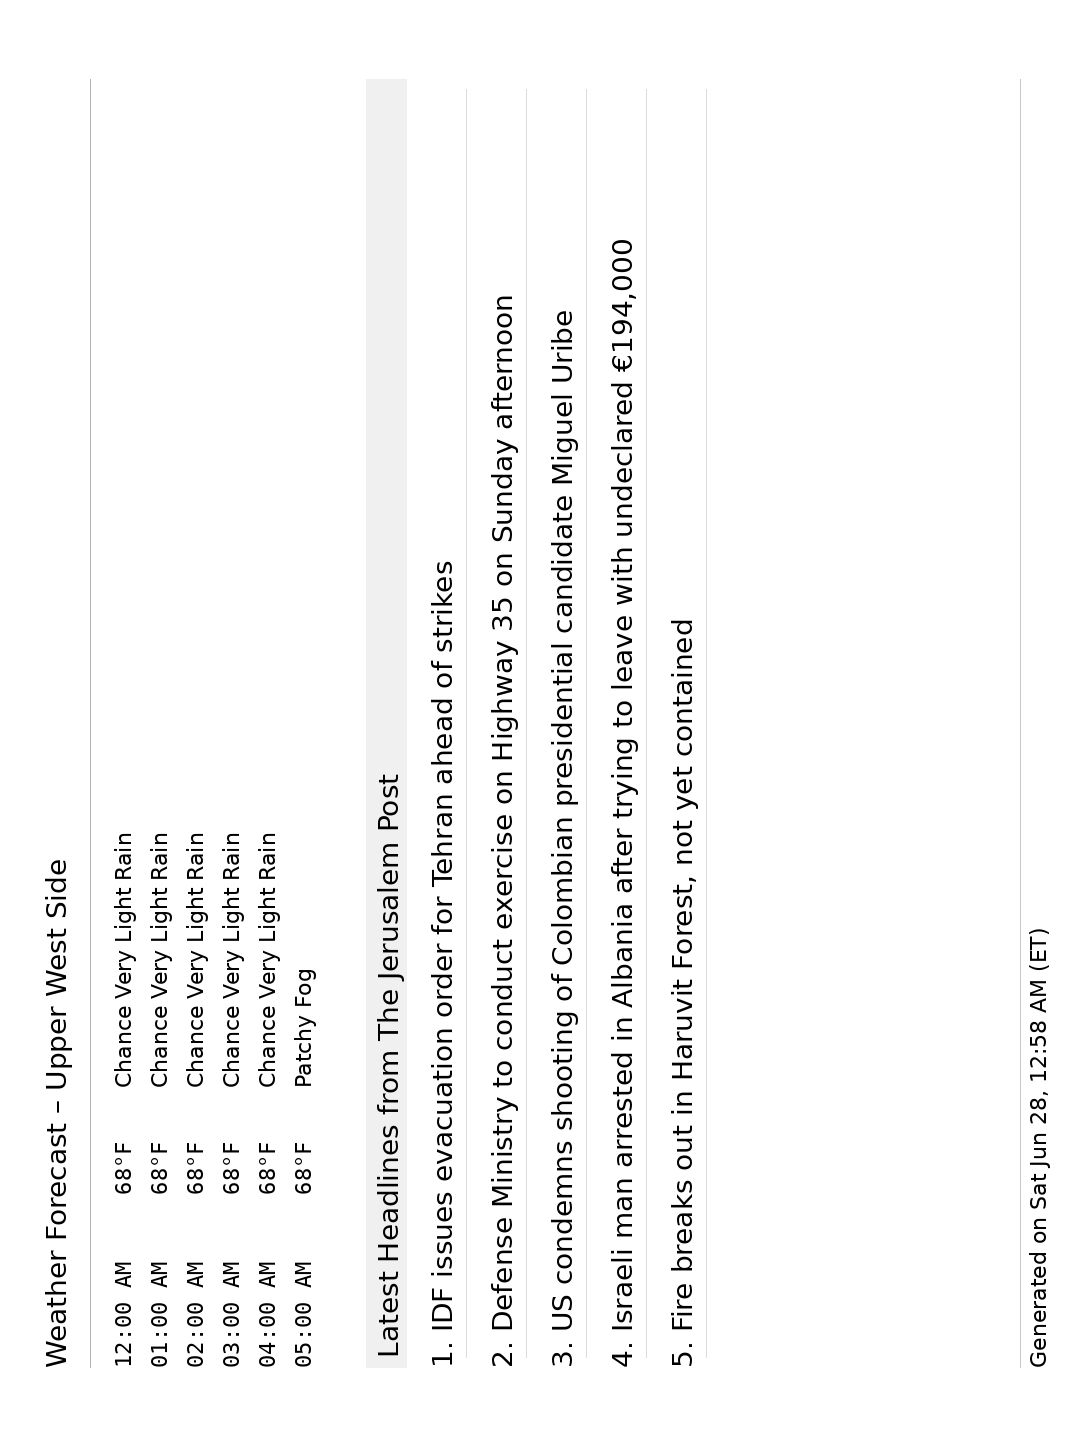 Weather Forecast – Upper West Side
12:00 AM 68°F Chance Very Light Rain
01:00 AM 68°F Chance Very Light Rain
02:00 AM 68°F Chance Very Light Rain
03:00 AM 68°F Chance Very Light Rain
04:00 AM 68°F Chance Very Light Rain
05:00 AM 68°F Patchy Fog
Latest Headlines from The Jerusalem Post
1. IDF issues evacuation order for Tehran ahead of strikes
2. Defense Ministry to conduct exercise on Highway 35 on Sunday afternoon
3. US condemns shooting of Colombian presidential candidate Miguel Uribe
4. Israeli man arrested in Albania after trying to leave with undeclared €194,000
5. Fire breaks out in Haruvit Forest, not yet contained
Generated on Sat Jun 28, 12:58 AM (ET)